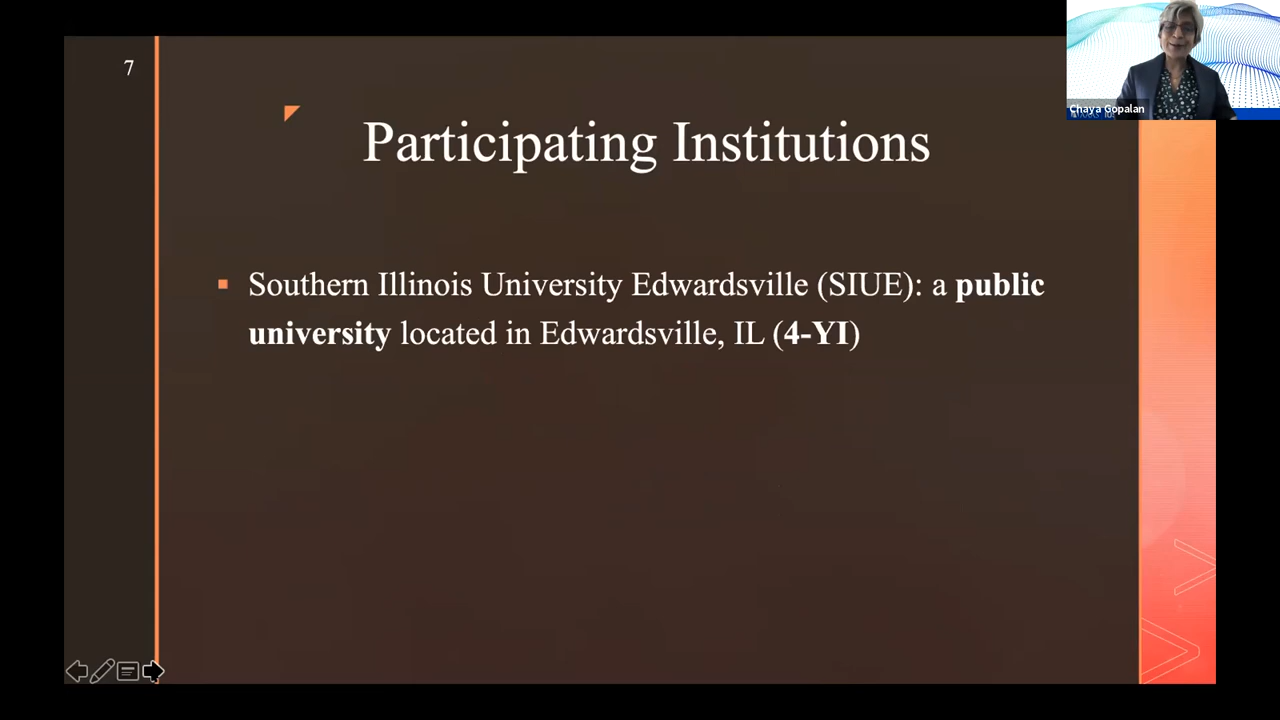 7
Participating Institutions
▪ Southern Illinois University Edwardsville (SIUE): a public
university located in Edwardsville, IL (4-YI)
Chaya Gopalan